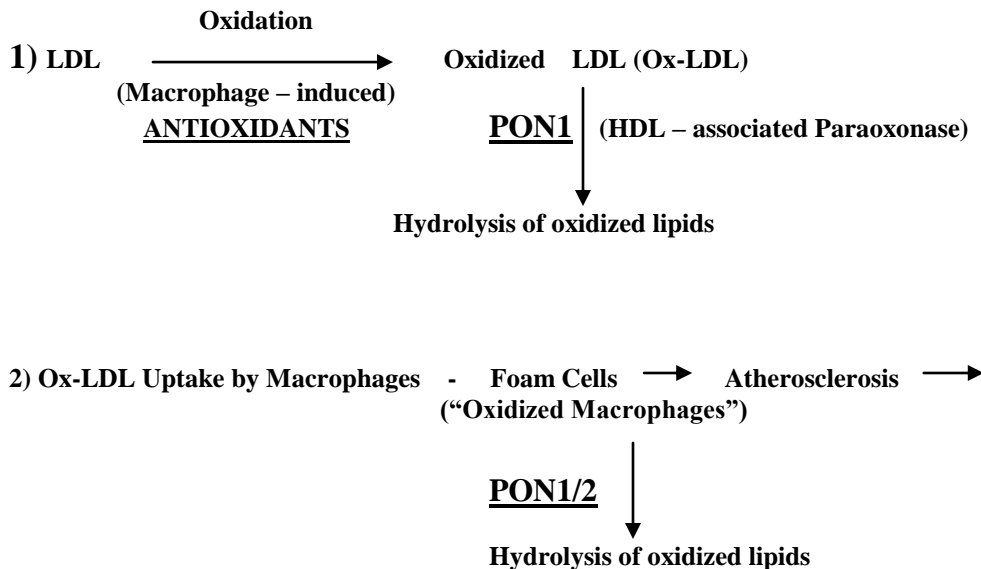 Oxidation
1) LDL Oxidized LDL (Ox-LDL)
(Macrophage – induced)
ANTIOXIDANTS PON1 (HDL – associated Paraoxonase)
Hydrolysis of oxidized lipids
2) Ox-LDL Uptake by Macrophages - Foam Cells Atherosclerosis
(“Oxidized Macrophages”)
PON1/2
Hydrolysis of oxidized lipids